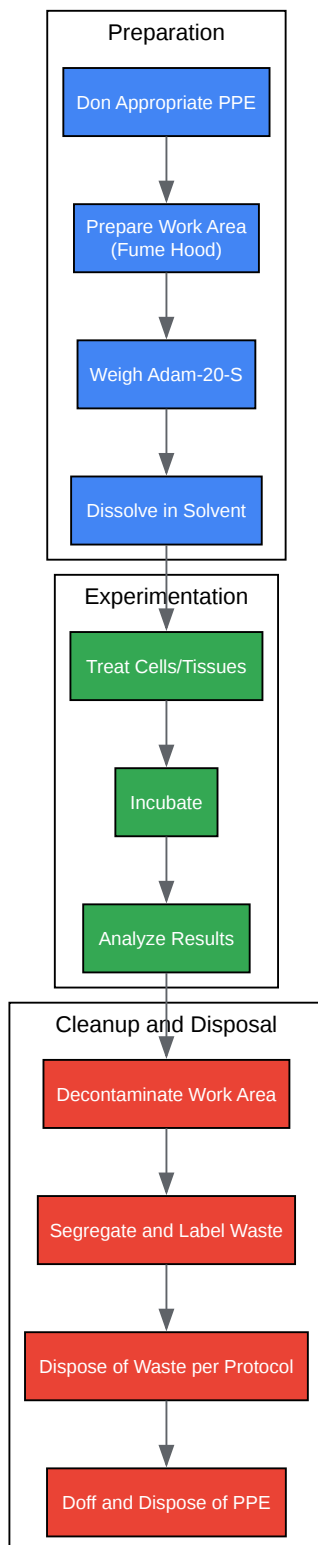 Preparation
Don Appropriate PPE
Prepare Work Area
(Fume Hood)
Weigh Adam-20-S
Dissolve in Solvent
Experimentation
Treat Cells/Tissues
Incubate
Analyze Results
Cleanup and Disposal
Decontaminate Work Area
Segregate and Label Waste
Dispose of Waste per Protocol
Doff and Dispose of PPE